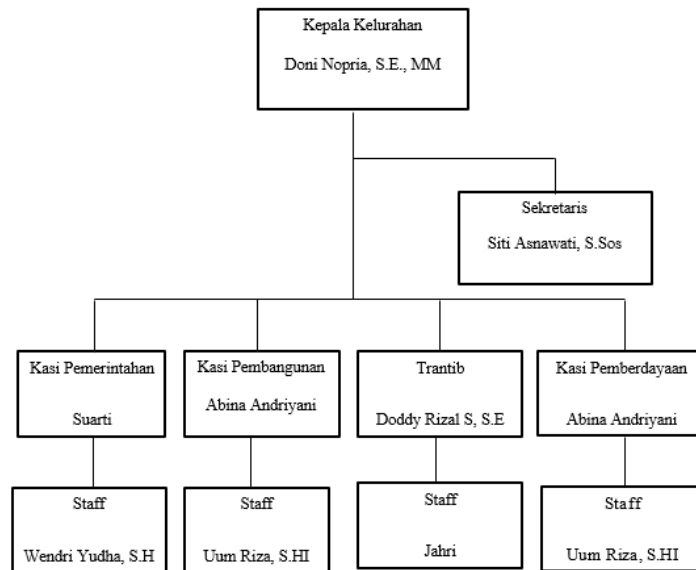 Kepala Kelurahan
Doni Nopria, S.E., MM
Sekretaris
Siti Asnawati, S.Sos
Kasi Pemerintahan
Suarti
Kasi Pembangunan
Abina Andriyani
Trantib
Doddy Rizal S, S.E
Kasi Pemberdayaan
Abina Andriyani
Staff
Wendri Yudha, S.H
Staff
Uum Riza, S.HI
Staff
Jahri
Staff
Uum Riza, S.HI